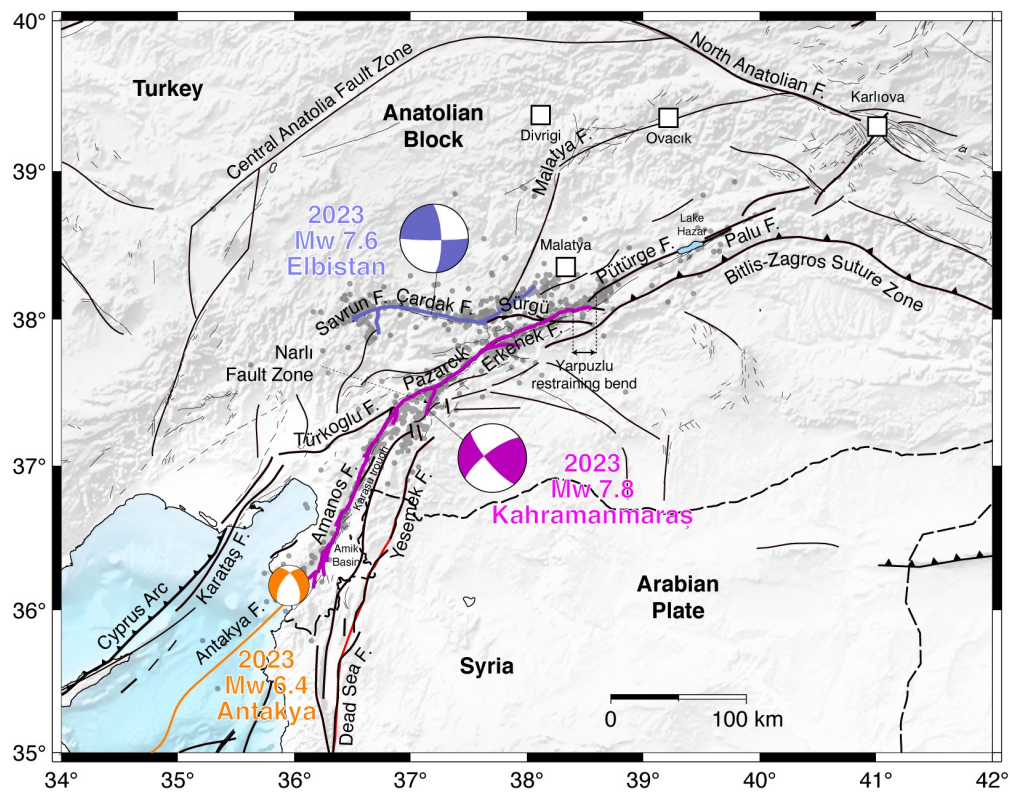 40°
39°
38°
37°
36°
35°
34°
35°
36°
37°
38°
39°
40°
41°
42°
Turkey
Central Anatolia Fault Zone
Anatolian
Block
North Anatolian F.
Karlıova
Divrigi
Ovacık
Malatya F.
2023
Mw 7.6
Elbistan
Malatya
Lake
Hazar
Pütürge F.
Palu F.
Bitlis-Zagros Suture Zone
Savrun F.
Çardak F.
Sürgü
Narlı
Fault Zone
Pazarcık
Erkenek F.
Yarpuzlu
restraining bend
Türkoglu F.
2023
Mw 7.8
Kahramanmaraş
Amanos F.
Karasu trough
Yesemek F.
Amik
Basin
Karataş F.
Cyprus Arc
Antakya F.
2023
Mw 6.4
Antakya
Dead Sea F.
Syria
Arabian
Plate
0
100 km